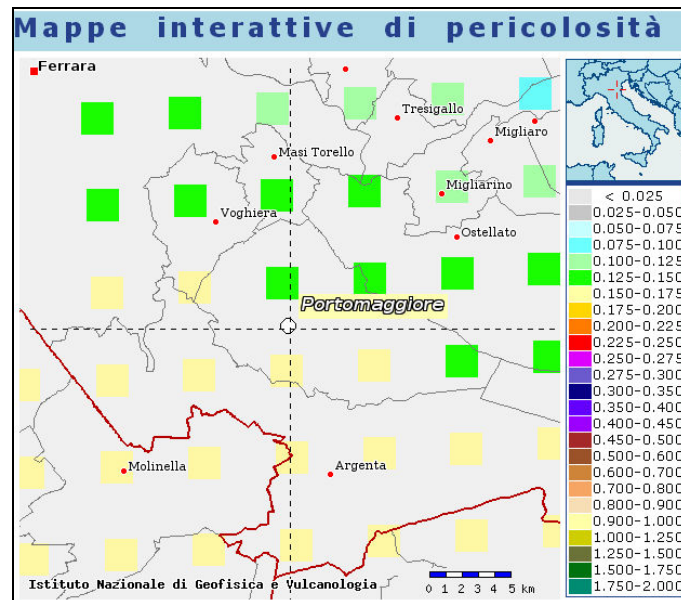 Mappe interattive di pericolosità
Ferrara
Tresigallo
Migliaro
Masi Torello
Migliarino
Voghiera
Ostellato
Portomaggiore
Molinella
Argenta
Istituto Nazionale di Geofisica e Vulcanologia
0 1 2 3 4 5 km
< 0.025
0.025-0.050
0.050-0.075
0.075-0.100
0.100-0.125
0.125-0.150
0.150-0.175
0.175-0.200
0.200-0.225
0.225-0.250
0.250-0.275
0.275-0.300
0.300-0.350
0.350-0.400
0.400-0.450
0.450-0.500
0.500-0.600
0.600-0.700
0.700-0.800
0.800-0.900
0.900-1.000
1.000-1.250
1.250-1.500
1.500-1.750
1.750-2.000